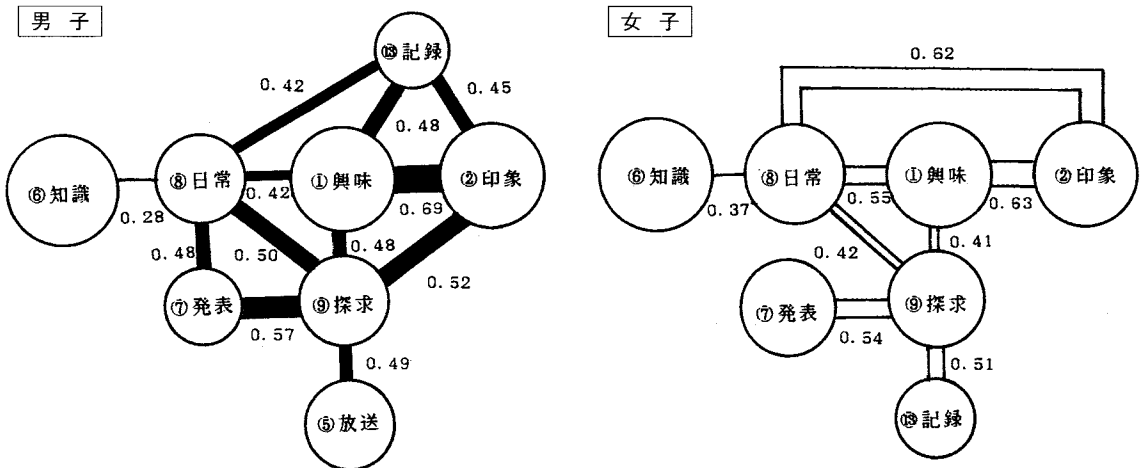 男子
⑬記録
0.42
0.45
0.48
⑥知識
⑧日常
①興味
②印象
0.28
0.42
0.69
0.48
0.50
0.48
0.52
⑦発表
⑨探求
0.57
0.49
⑤放送
女子
0.62
⑥知識
⑧日常
①興味
②印象
0.37
0.55
0.63
0.42
0.41
⑦発表
⑨探求
0.54
0.51
⑬記録